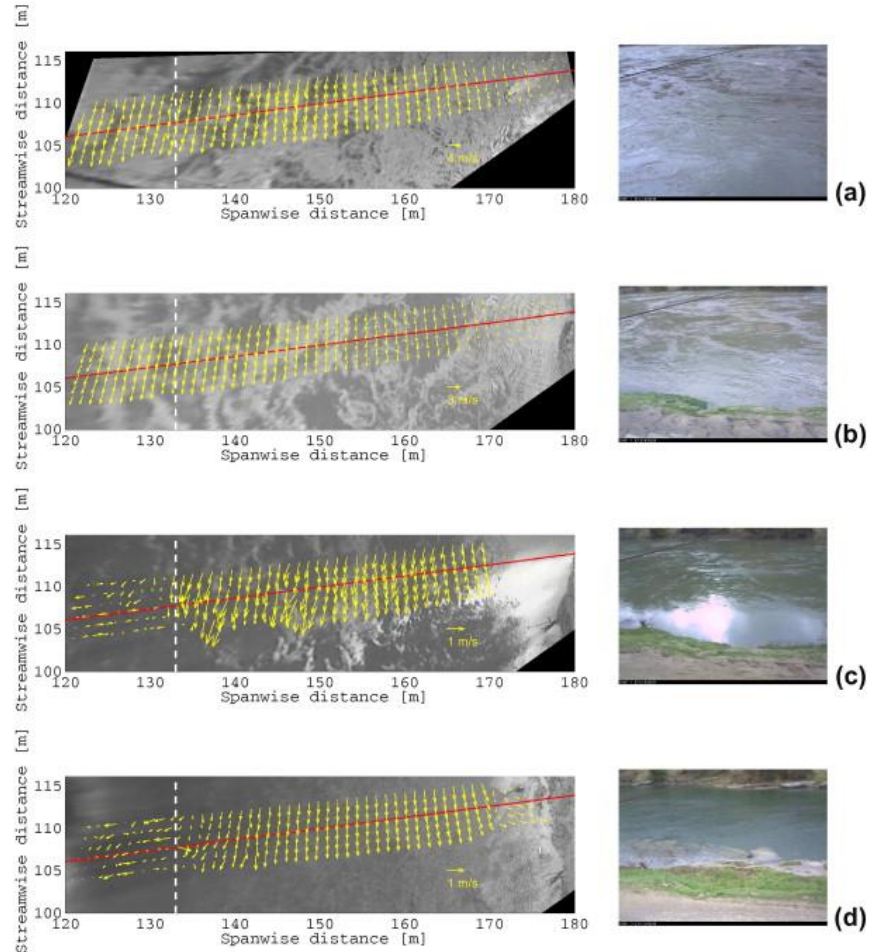 Streamwise distance [m]
115
110
105
100
4 m/s
120 130 140 150 160 170 180
Spanwise distance [m]
(a)
Streamwise distance [m]
115
110
105
100
3 m/s
120 130 140 150 160 170 180
Spanwise distance [m]
(b)
Streamwise distance [m]
115
110
105
100
1 m/s
120 130 140 150 160 170 180
Spanwise distance [m]
(c)
Streamwise distance [m]
115
110
105
100
1 m/s
120 130 140 150 160 170 180
Spanwise distance [m]
(d)